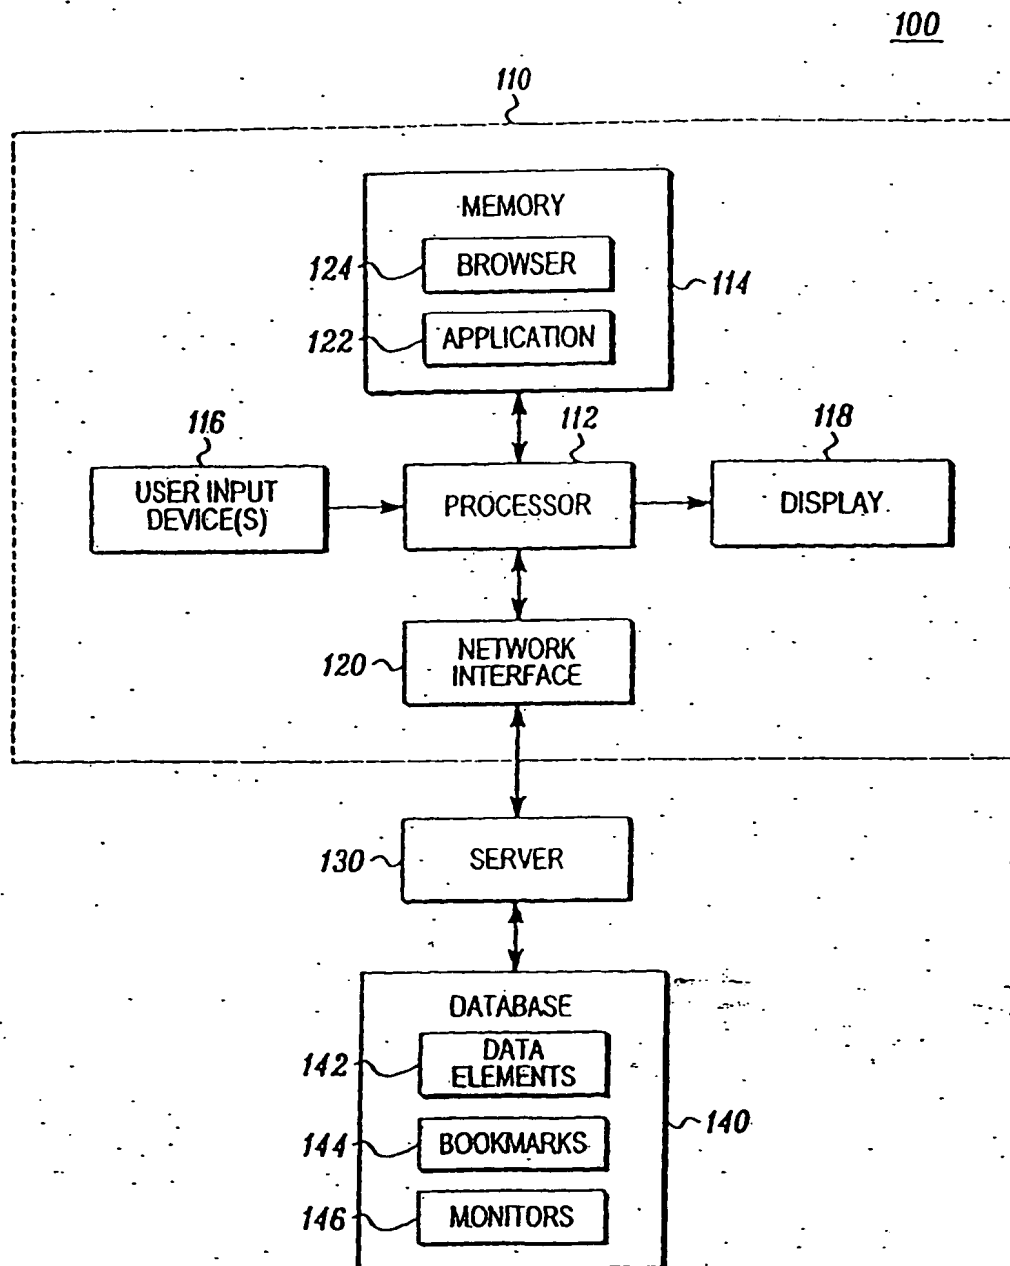 100
110
MEMORY
124
BROWSER
114
122
APPLICATION
116
112
118
USER INPUT
DEVICE(S)
PROCESSOR
DISPLAY
120
NETWORK
INTERFACE
130
SERVER
DATABASE
142
DATA
ELEMENTS
144
BOOKMARKS
140
146
MONITORS